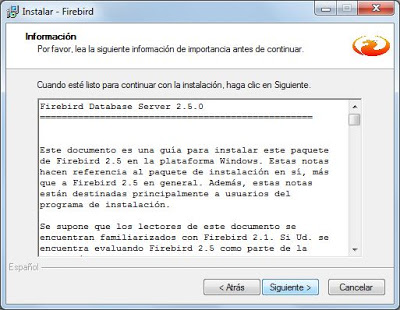 Instalar - Firebird
Información
Por favor, lea la siguiente información de importancia antes de continuar.
Cuando esté listo para continuar con la instalación, haga clic en Siguiente.
Firebird Database Server 2.5.0
================================================
Este documento es una guía para instalar este paquete
de Firebird 2.5 en la plataforma Windows. Estas notas
hacen referencia al paquete de instalación en sí, más
que a Firebird 2.5 en general. Además, estas notas
están destinadas principalmente a usuarios del
programa de instalación.
Se supone que los lectores de este documento se
encuentran familiarizados con Firebird 2.1. Si Ud. se
encuentra evaluando Firebird 2.5 como parte de la
Español
< Atrás
Siguiente >
Cancelar